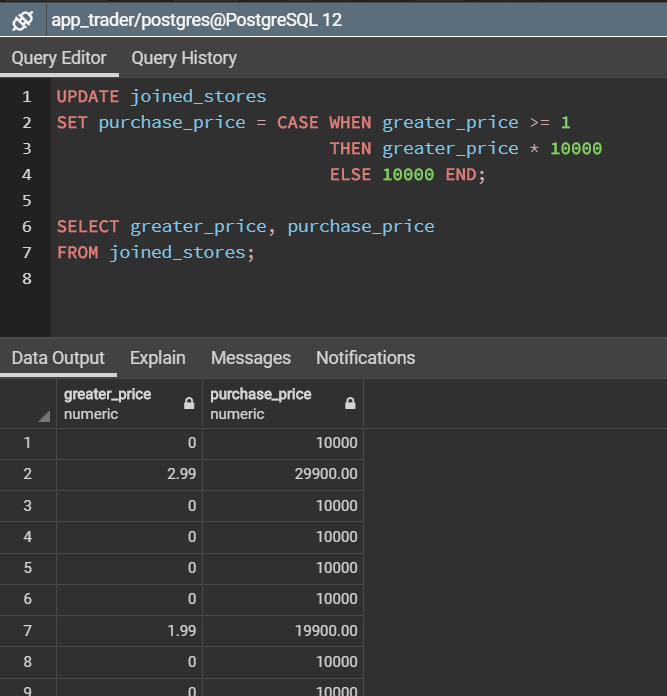 app_trader/postgres@PostgreSQL 12
Query Editor Query History
1 UPDATE joined_stores
2 SET purchase_price = CASE WHEN greater_price >= 1
3 THEN greater_price * 10000
4 ELSE 10000 END;
5
6 SELECT greater_price, purchase_price
7 FROM joined_stores;
8
Data Output Explain Messages Notifications
greater_price purchase_price
numeric numeric
1 0 10000
2 2.99 29900.00
3 0 10000
4 0 10000
5 0 10000
6 0 10000
7 1.99 19900.00
8 0 10000
9 0 10000